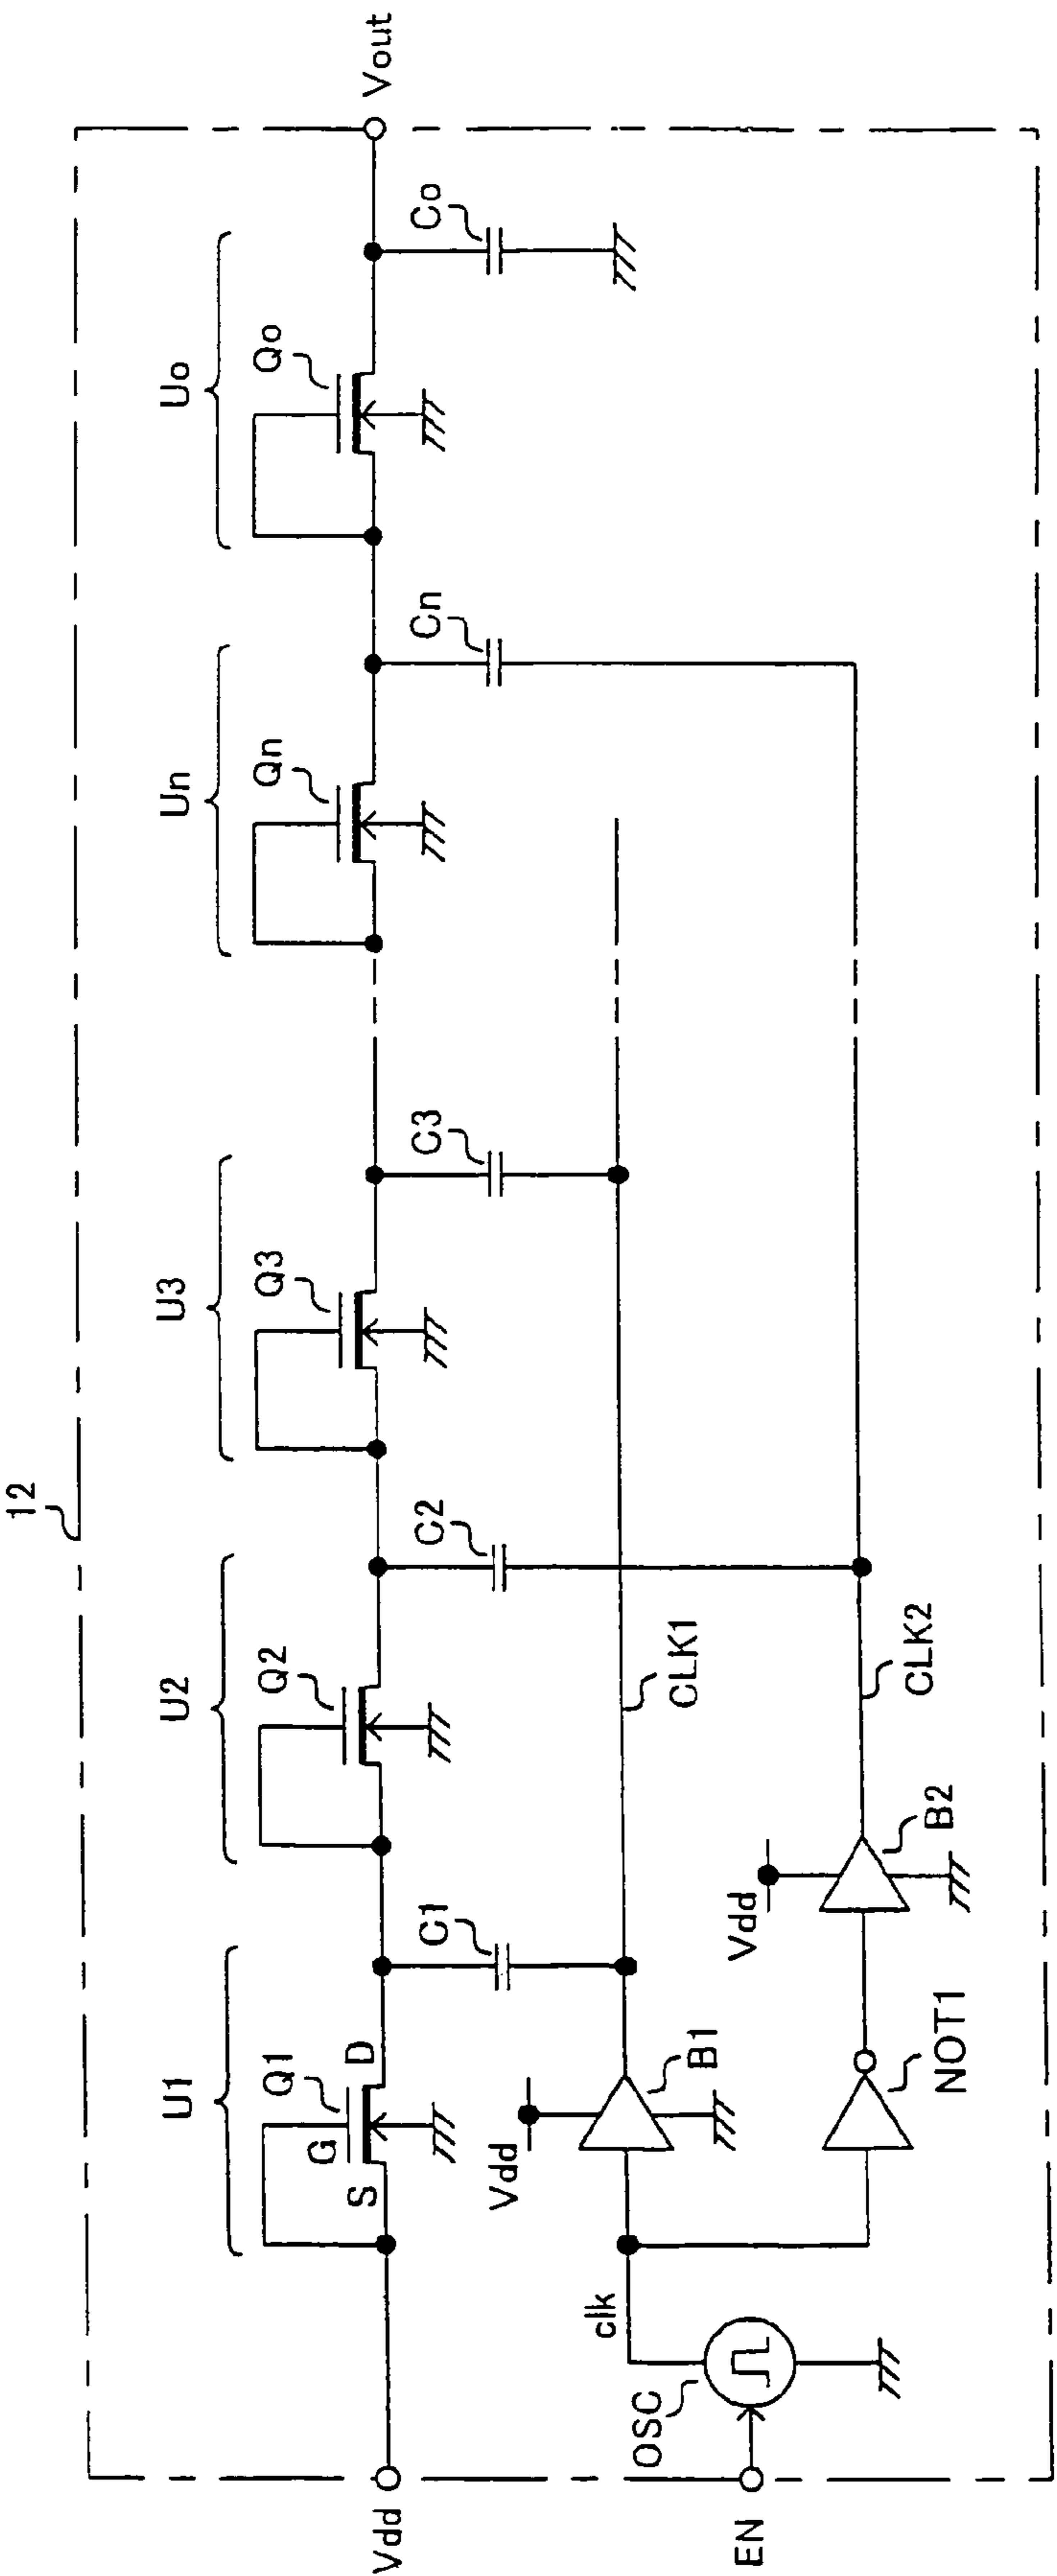 12
U1
U2
U3
Un
Uo
Q1
Q2
Q3
Qn
Qo
G
S
D
C1
C2
C3
Cn
Co
Vdd
Vout
Vdd
B1
CLK1
clk
OSC
Vdd
B2
CLK2
NOT1
EN